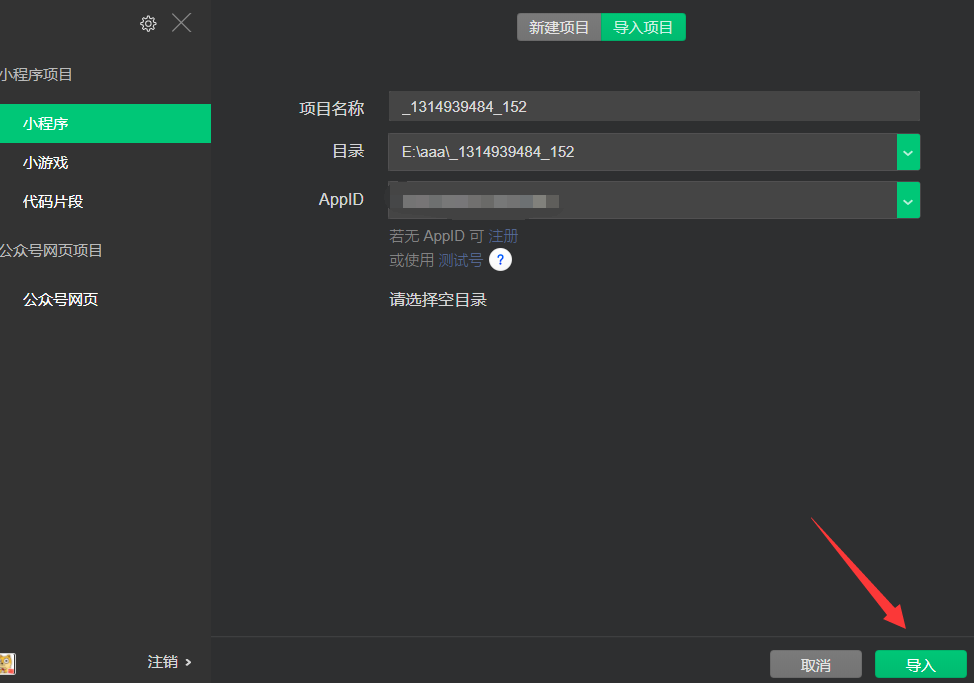 新建项目 导入项目
小程序项目
小程序
小游戏
代码片段
公众号网页项目
公众号网页
注销
项目名称 _1314939484_152
目录 E:\aaa\_1314939484_152
AppID
若无 AppID 可 注册
或使用 测试号 ?
请选择空目录
取消 导入